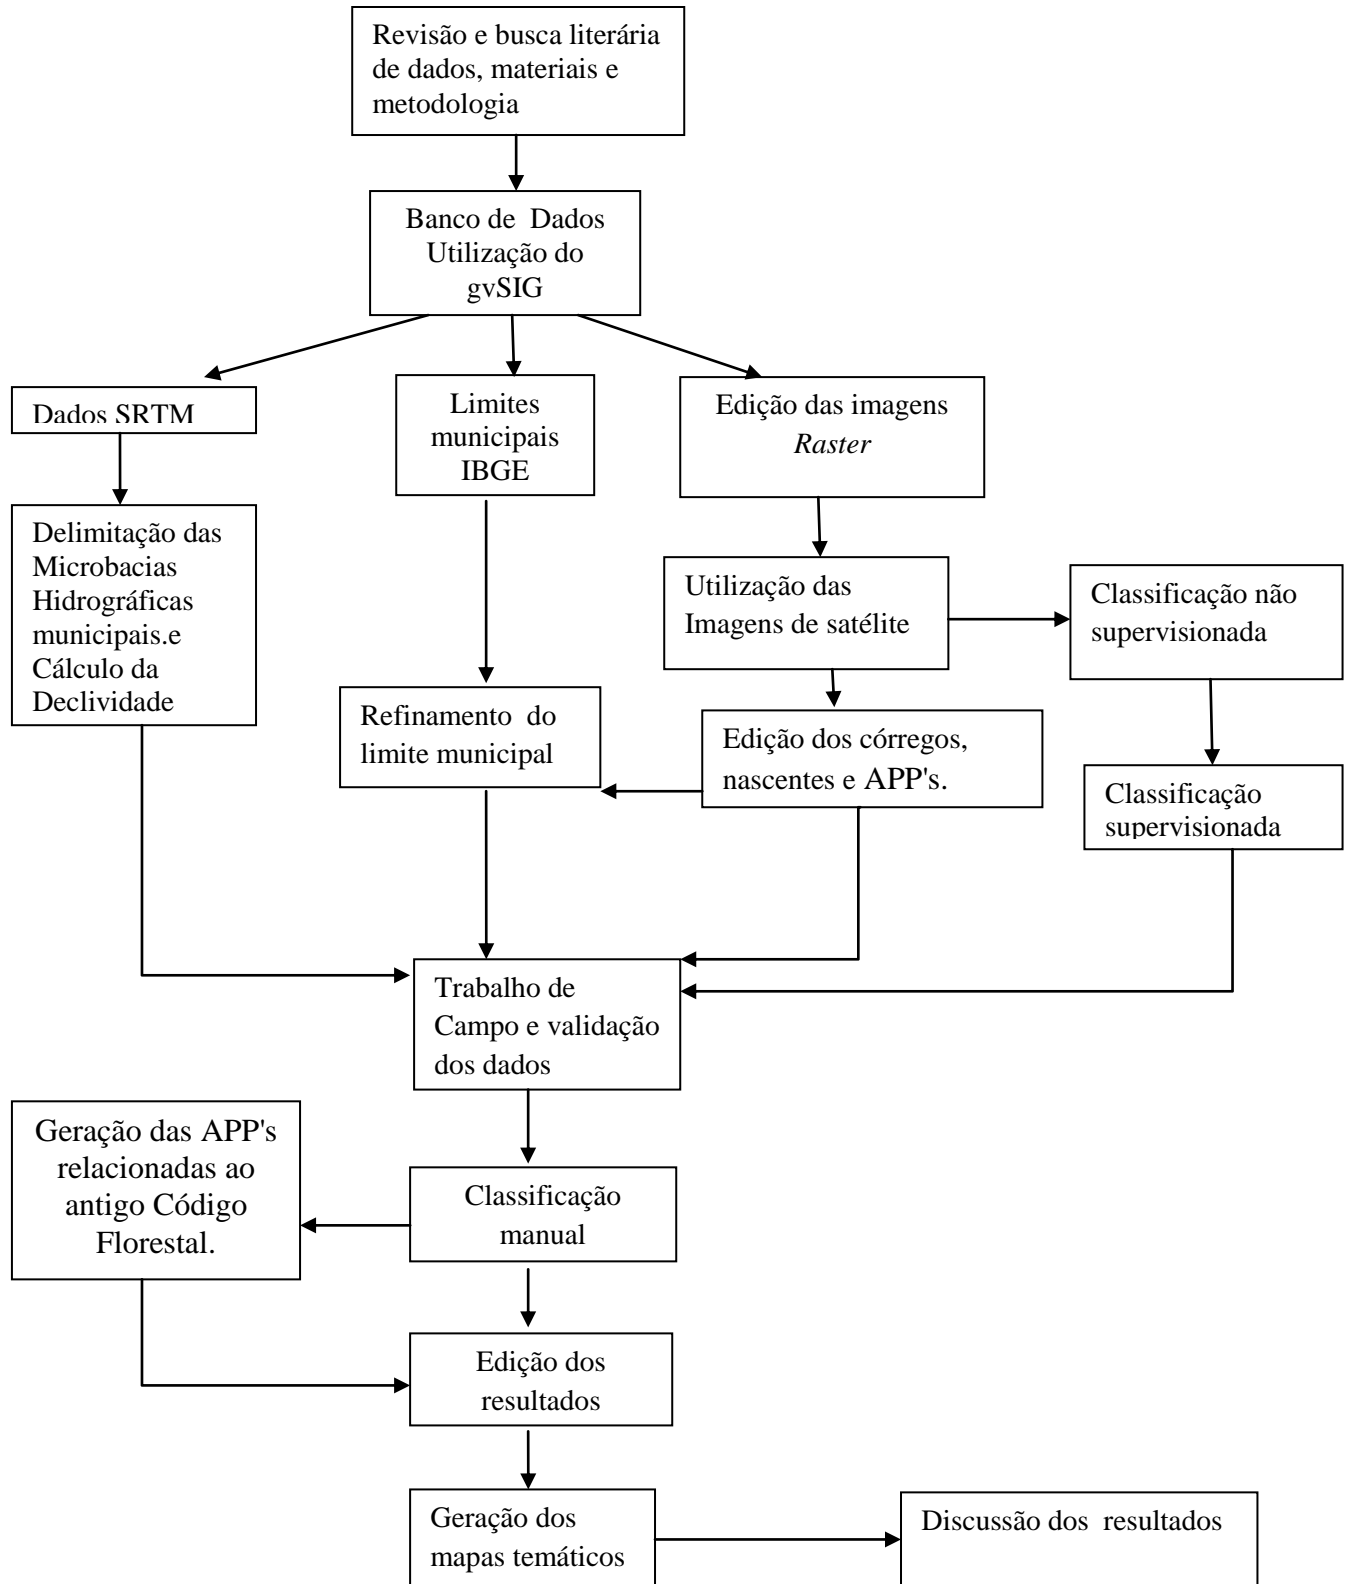 Revisão e busca literária
de dados, materiais e
metodologia
Banco de Dados
Utilização do
gvSIG
Dados SRTM
Limites
municipais
IBGE
Edição das imagens
Raster
Delimitação das
Microbacias
Hidrográficas
municipais.e
Cálculo da
Declividade
Utilização das
Imagens de satélite
Classificação não
supervisionada
Refinamento do
limite municipal
Edição dos córregos,
nascentes e APP's.
Classificação
supervisionada
Trabalho de
Campo e validação
dos dados
Geração das APP's
relacionadas ao
antigo Código
Florestal.
Classificação
manual
Edição dos
resultados
Geração dos
mapas temáticos
Discussão dos resultados